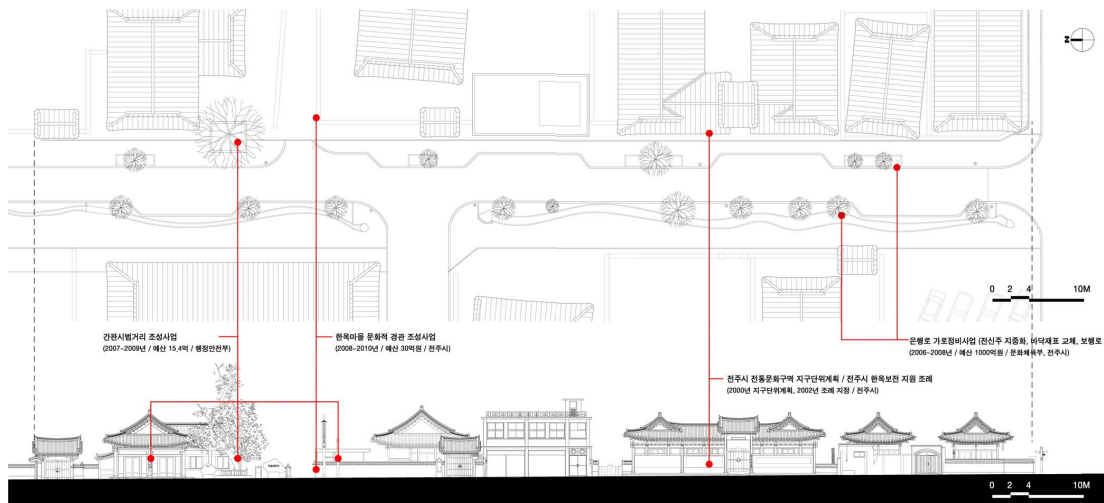 N
0 2 4 10M
간판시범거리 조성사업
(2007~2009년 / 예산 15.4억 / 행정안전부)
한옥마을 문화적 경관 조성사업
(2008~2010년 / 예산 30억원 / 전주시)
은행로 가로정비사업 (전신주 지중화, 바닥재표 교체, 보행로
(2006~2008년 / 예산 1000억원 / 문화체육부, 전주시)
전주시 전통문화구역 지구단위계획 / 전주시 한옥보전 지원 조례
(2000년 지구단위계획, 2002년 조례 지정 / 전주시)
0 2 4 10M